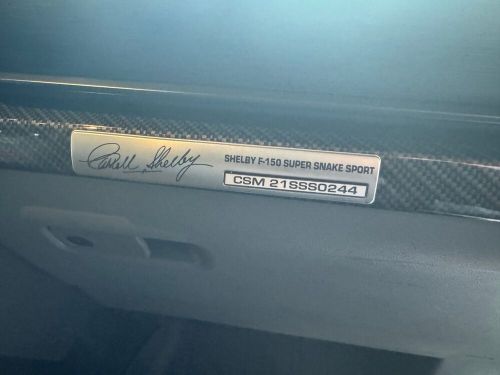 Carroll Shelby
SHELBY F-150 SUPER SNAKE SPORT
CSM 21SSS0244